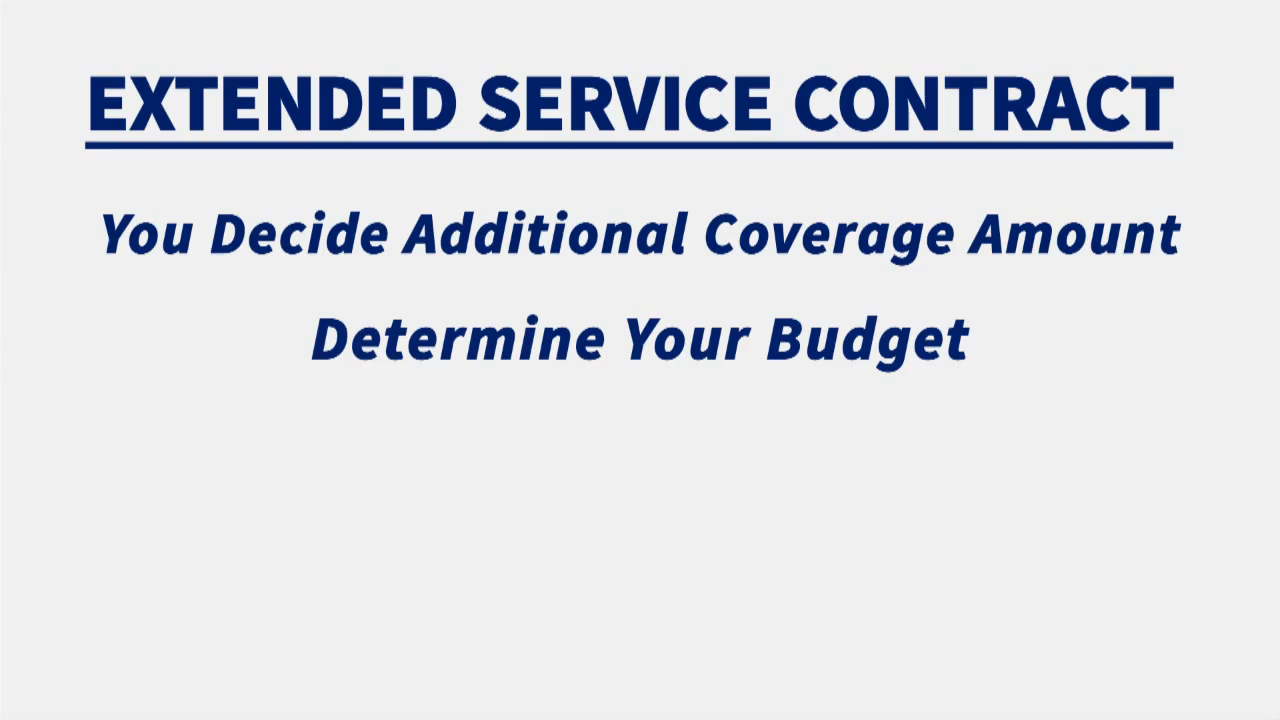 EXTENDED SERVICE CONTRACT
You Decide Additional Coverage Amount
Determine Your Budget